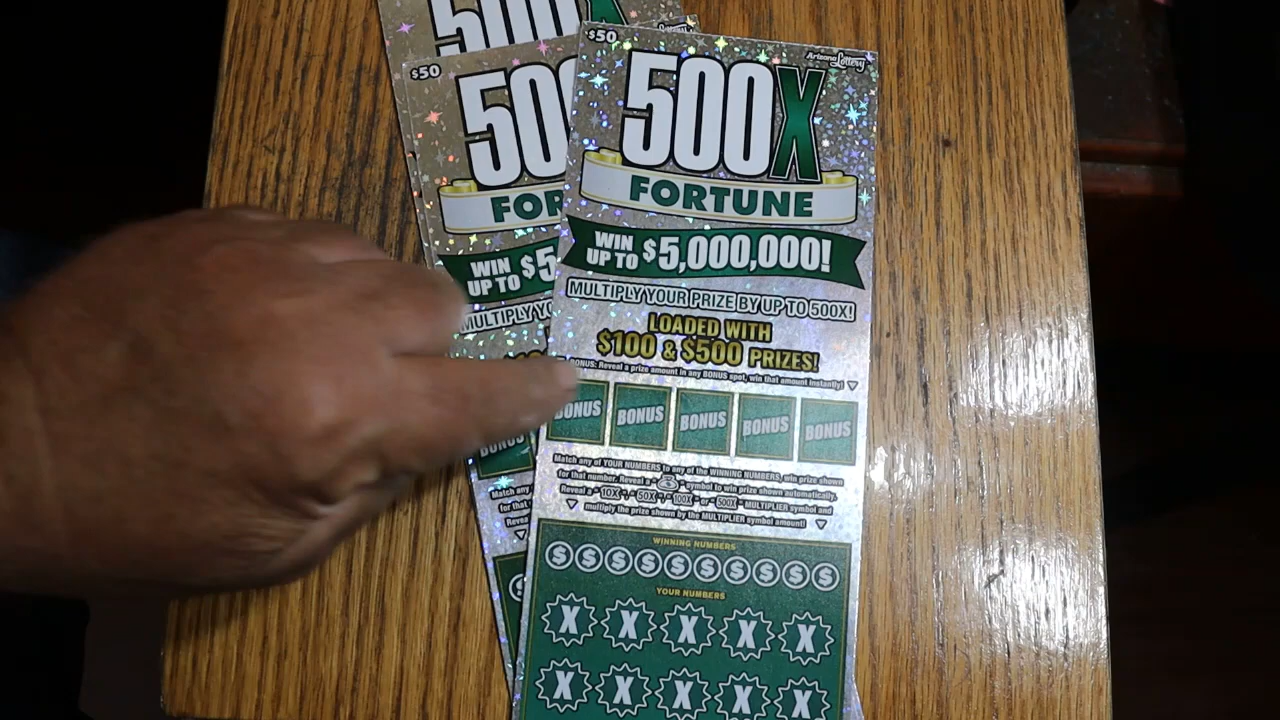 $50
Arizona Lottery
500X
FORTUNE
WIN UP TO $5,000,000!
MULTIPLY YOUR PRIZE BY UP TO 500X!
LOADED WITH
$100 & $500 PRIZES!
BONUS: Reveal a prize amount in any BONUS spot, win that amount instantly!
BONUS BONUS BONUS BONUS BONUS
Match any of YOUR NUMBERS to any of the WINNING NUMBERS, win prize shown
for that number. Reveal a " " symbol to win prize shown automatically.
Reveal a "10X", "50X", "100X" or "500X" MULTIPLIER symbol and
multiply the prize shown by the MULTIPLIER symbol amount!
WINNING NUMBERS
$ $ $ $ $ $ $ $ $ $
YOUR NUMBERS
X X X X X
X X X X X
$50
500
FOR
WIN UP TO $5
MULTIPLY YO
BONUS
Match any
for that
Revea
500